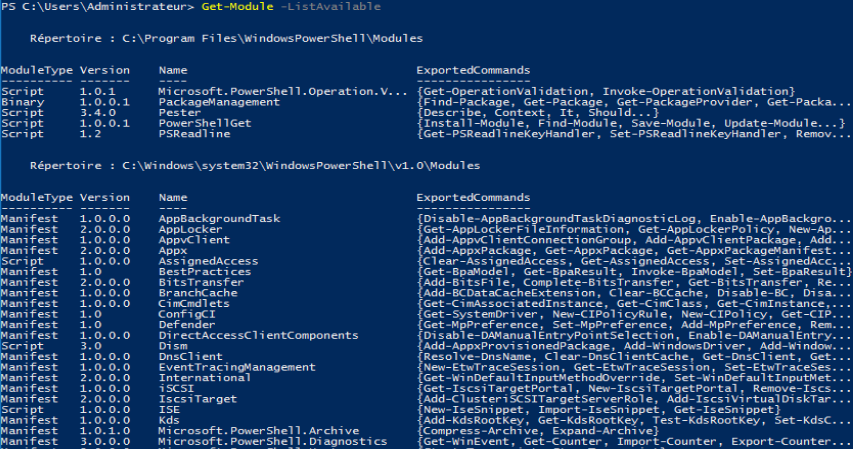 PS C:\Users\Administrateur> Get-Module -ListAvailable
Répertoire : C:\Program Files\WindowsPowerShell\Modules
ModuleType Version Name ExportedCommands
---------- ------- ---- ----------------
Script 1.0.1 Microsoft.PowerShell.Operation.V... {Get-OperationValidation, Invoke-OperationValidation}
Binary 1.0.0.1 PackageManagement {Find-Package, Get-Package, Get-PackageProvider, Get-Packa...
Script 3.4.0 Pester {Describe, Context, It, Should...}
Script 1.0.0.1 PowerShellGet {Install-Module, Find-Module, Save-Module, Update-Module...}
Script 1.2 PSReadline {Get-PSReadlineKeyHandler, Set-PSReadlineKeyHandler, Remov...
Répertoire : C:\Windows\system32\WindowsPowerShell\v1.0\Modules
ModuleType Version Name ExportedCommands
---------- ------- ---- ----------------
Manifest 1.0.0.0 AppBackgroundTask {Disable-AppBackgroundTaskDiagnosticLog, Enable-AppBackgro...
Manifest 2.0.0.0 AppLocker {Get-AppLockerFileInformation, Get-AppLockerPolicy, New-Ap...
Manifest 1.0.0.0 AppvClient {Add-AppvClientConnectionGroup, Add-AppvClientPackage, Add...
Manifest 2.0.0.0 Appx {Add-AppxPackage, Get-AppxPackage, Get-AppxPackageManifest...
Script 1.0.0.0 AssignedAccess {Clear-AssignedAccess, Get-AssignedAccess, Set-AssignedAcc...
Manifest 1.0 BestPractices {Get-BpaModel, Get-BpaResult, Invoke-BpaModel, Set-BpaResult}
Manifest 2.0.0.0 BitsTransfer {Add-BitsFile, Complete-BitsTransfer, Get-BitsTransfer, Re...
Manifest 1.0.0.0 BranchCache {Add-BCDataCacheExtension, Clear-BCCache, Disable-BC, Disa...
Manifest 1.0.0.0 CimCmdlets {Get-CimAssociatedInstance, Get-CimClass, Get-CimInstance,...
Manifest 1.0 ConfigCI {Get-SystemDriver, New-CIPolicyRule, New-CIPolicy, Get-CIP...
Manifest 1.0 Defender {Get-MpPreference, Set-MpPreference, Add-MpPreference, Rem...
Manifest 1.0.0.0 DirectAccessClientComponents {Disable-DAManualEntryPointSelection, Enable-DAManualEntry...
Script 3.0 Dism {Add-AppxProvisionedPackage, Add-WindowsDriver, Add-Window...
Manifest 1.0.0.0 DnsClient {Resolve-DnsName, Clear-DnsClientCache, Get-DnsClient, Get...
Manifest 1.0.0.0 EventTracingManagement {New-EtwTraceSession, Get-EtwTraceSession, Set-EtwTraceSes...
Manifest 2.0.0.0 International {Get-WinDefaultInputMethodOverride, Set-WinDefaultInputMet...
Manifest 1.0.0.0 iSCSI {Get-IscsiTargetPortal, New-IscsiTargetPortal, Remove-Iscs...
Manifest 2.0.0.0 IscsiTarget {Add-ClusteriSCSITargetServerRole, Add-IscsiVirtualDiskTar...
Script 1.0.0.0 ISE {New-IseSnippet, Import-IseSnippet, Get-IseSnippet}
Manifest 1.0.0.0 Kds {Add-KdsRootKey, Get-KdsRootKey, Test-KdsRootKey, Set-KdsC...
Manifest 1.0.1.0 Microsoft.PowerShell.Archive {Compress-Archive, Expand-Archive}
Manifest 3.0.0.0 Microsoft.PowerShell.Diagnostics {Get-WinEvent, Get-Counter, Import-Counter, Export-Counter...